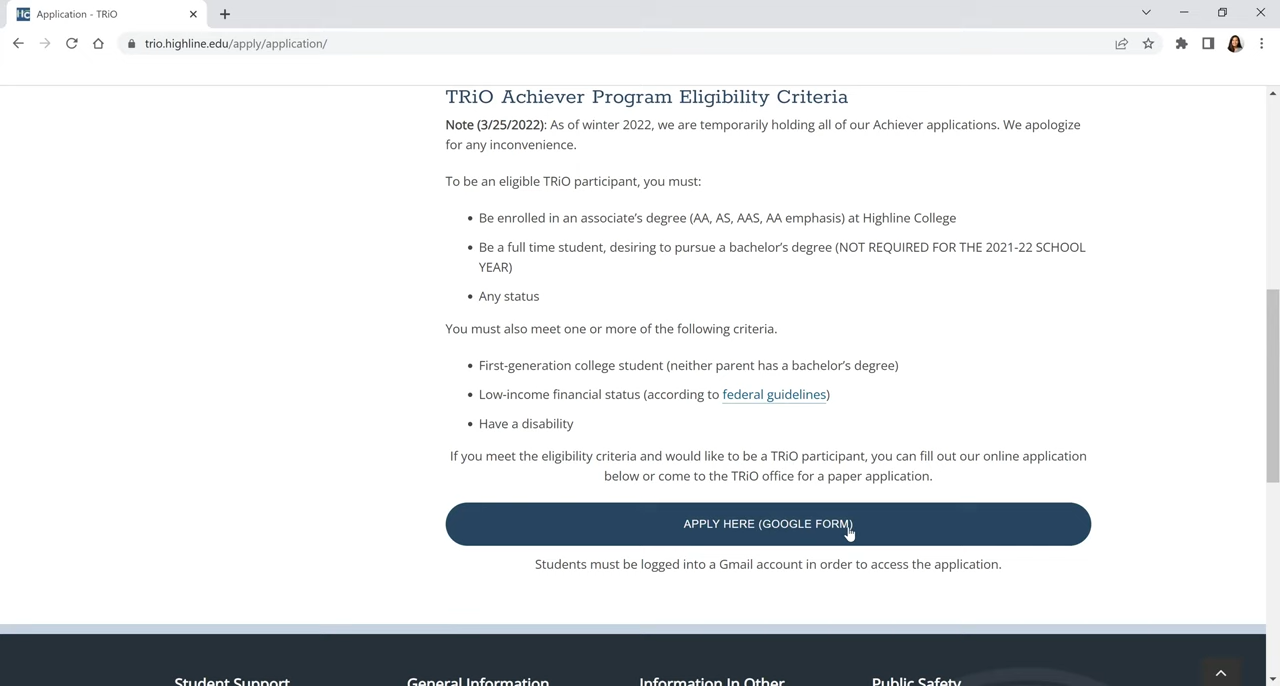 Application - TRiO
trio.highline.edu/apply/application/
TRiO Achiever Program Eligibility Criteria
Note (3/25/2022): As of winter 2022, we are temporarily holding all of our Achiever applications. We apologize
for any inconvenience.
To be an eligible TRiO participant, you must:
Be enrolled in an associate’s degree (AA, AS, AAS, AA emphasis) at Highline College
Be a full time student, desiring to pursue a bachelor’s degree (NOT REQUIRED FOR THE 2021-22 SCHOOL
YEAR)
Any status
You must also meet one or more of the following criteria.
First-generation college student (neither parent has a bachelor’s degree)
Low-income financial status (according to federal guidelines)
Have a disability
If you meet the eligibility criteria and would like to be a TRiO participant, you can fill out our online application
below or come to the TRiO office for a paper application.
APPLY HERE (GOOGLE FORM)
Students must be logged into a Gmail account in order to access the application.
Student Support
General Information
Information In Other
Public Safety